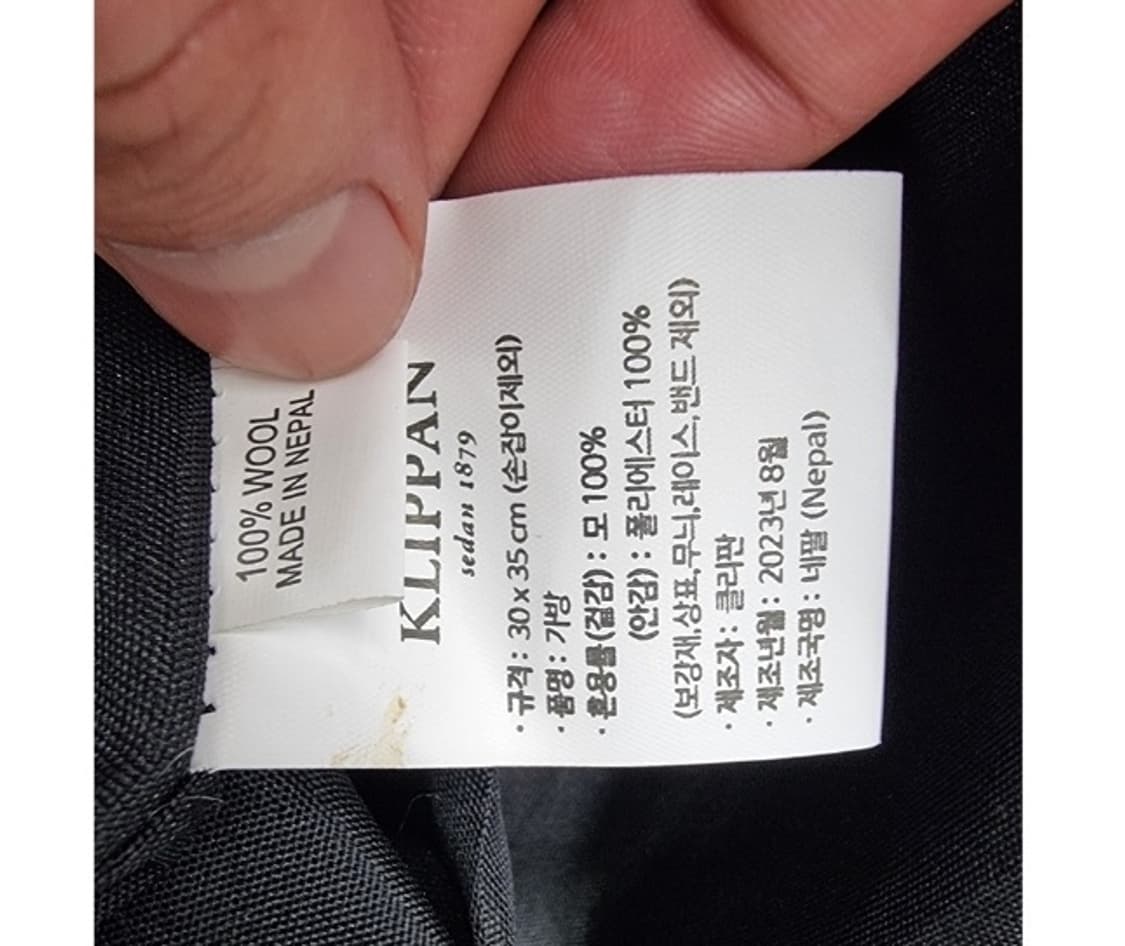 100% WOOL
MADE IN NEPAL
KLIPPAN
sedan 1879
· 규격 : 30 x 35 cm (손잡이제외)
· 품명 : 가방
· 혼용률(겉감) : 모 100%
(안감) : 폴리에스터 100%
(보강재,상표,무늬,레이스,밴드 제외)
· 제조자 : 클리판
· 제조년월 : 2023년 8월
· 제조국명 : 네팔 (Nepal)